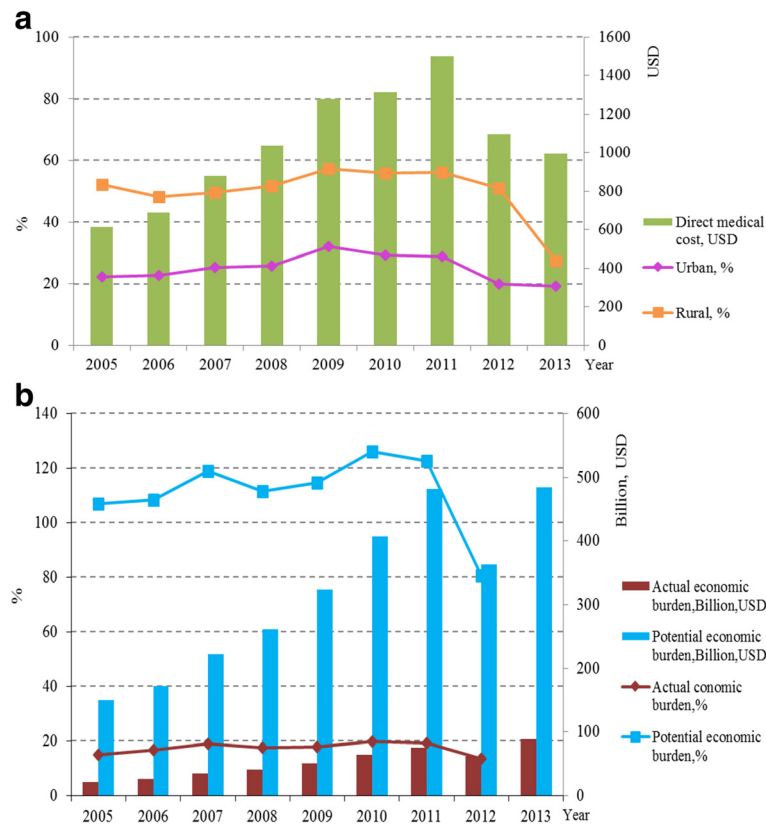 a
100
80
60
40
20
0
%
1600
1400
1200
1000
800
600
400
200
0
USD
2005 2006 2007 2008 2009 2010 2011 2012 2013 Year
Direct medical
cost, USD
Urban, %
Rural, %
b
140
120
100
80
60
40
20
0
%
600
500
400
300
200
100
0
Billion, USD
2005 2006 2007 2008 2009 2010 2011 2012 2013 Year
Actual economic
burden,Billion,USD
Potential economic
burden,Billion,USD
Actual conomic
burden,%
Potential economic
burden,%